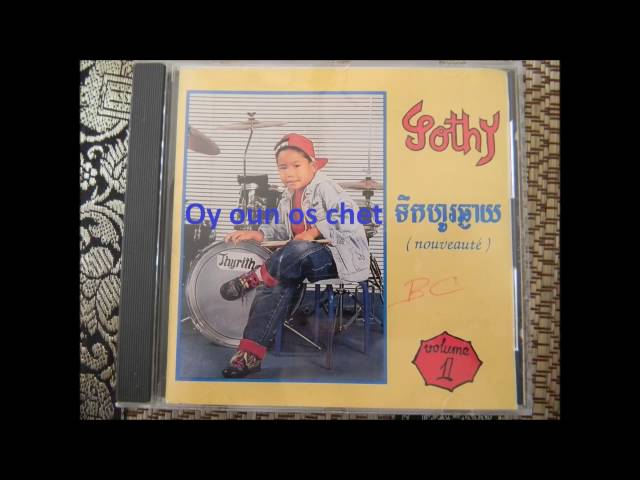 Sothy
Oy oun os chet
ទឹកហូរឆ្ងាយ
(nouveauté)
BC
Thyrith
volume
1